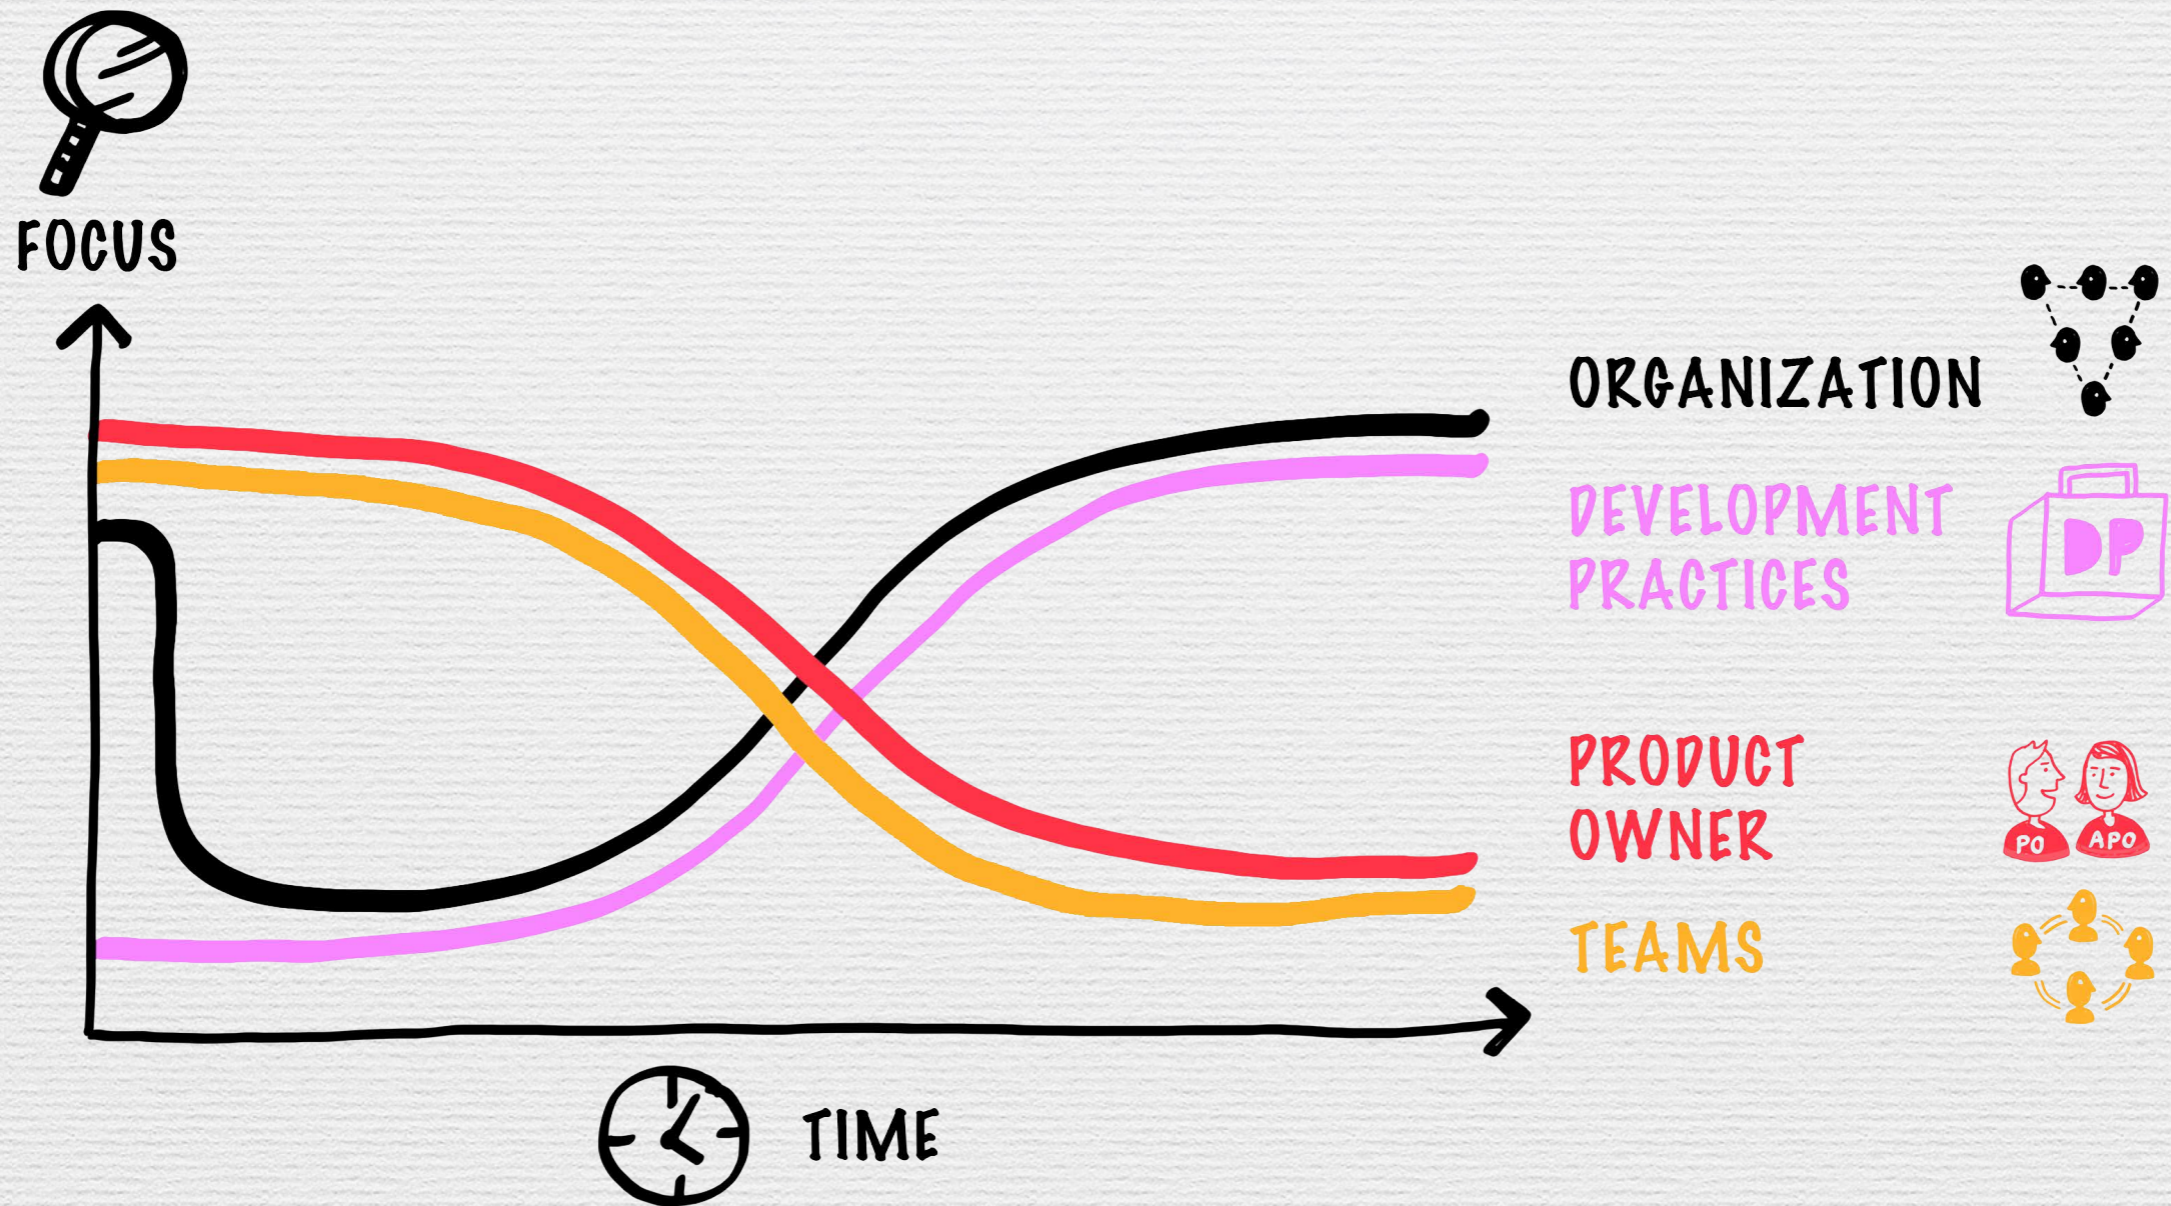 FOCUS
ORGANIZATION
DEVELOPMENT
PRACTICES
DP
PRODUCT
OWNER
PO
APO
TEAMS
TIME